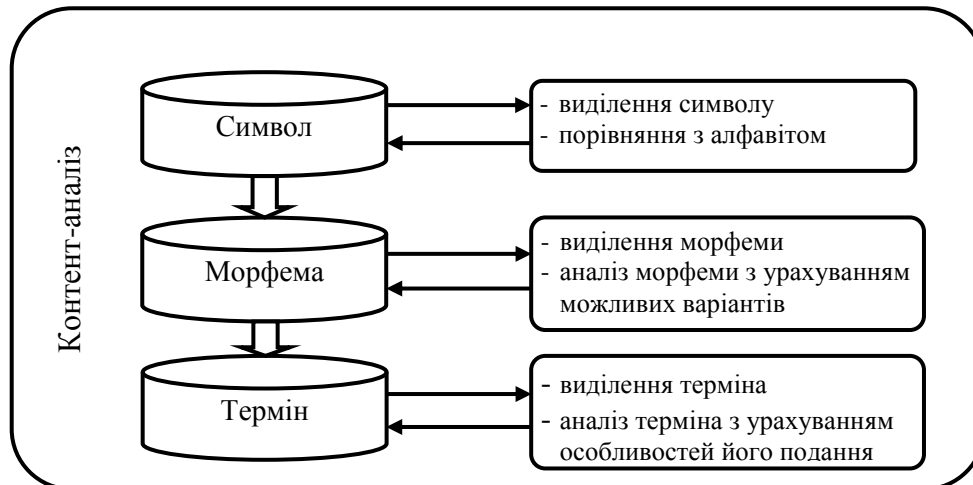 Контент-аналіз
Символ
- виділення символу
- порівняння з алфавітом
Морфема
- виділення морфеми
- аналіз морфеми з урахуванням
можливих варіантів
Термін
- виділення терміна
- аналіз терміна з урахуванням
особливостей його подання